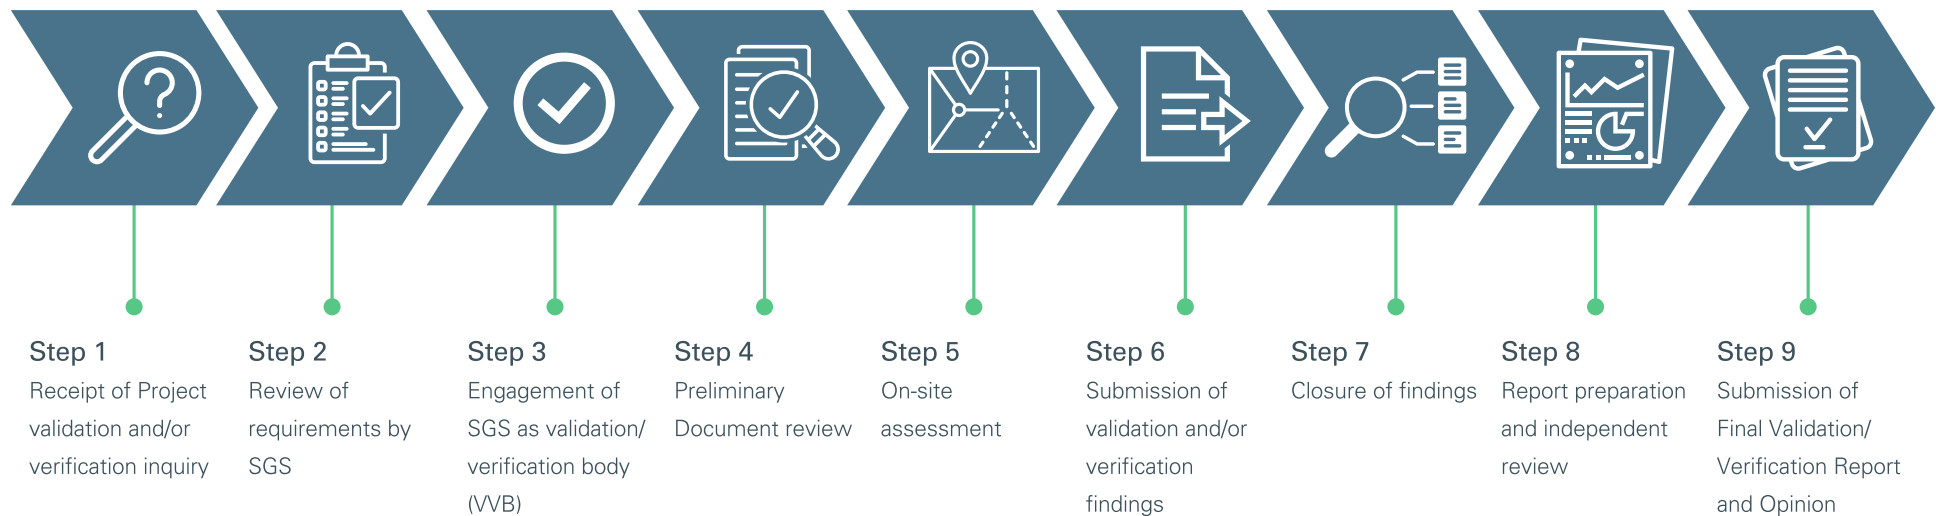 Step 1
Receipt of Project
validation and/or
verification inquiry
Step 2
Review of
requirements by
SGS
Step 3
Engagement of
SGS as validation/
verification body
(VVB)
Step 4
Preliminary
Document review
Step 5
On-site
assessment
Step 6
Submission of
validation and/or
verification
findings
Step 7
Closure of findings
Step 8
Report preparation
and independent
review
Step 9
Submission of
Final Validation/
Verification Report
and Opinion